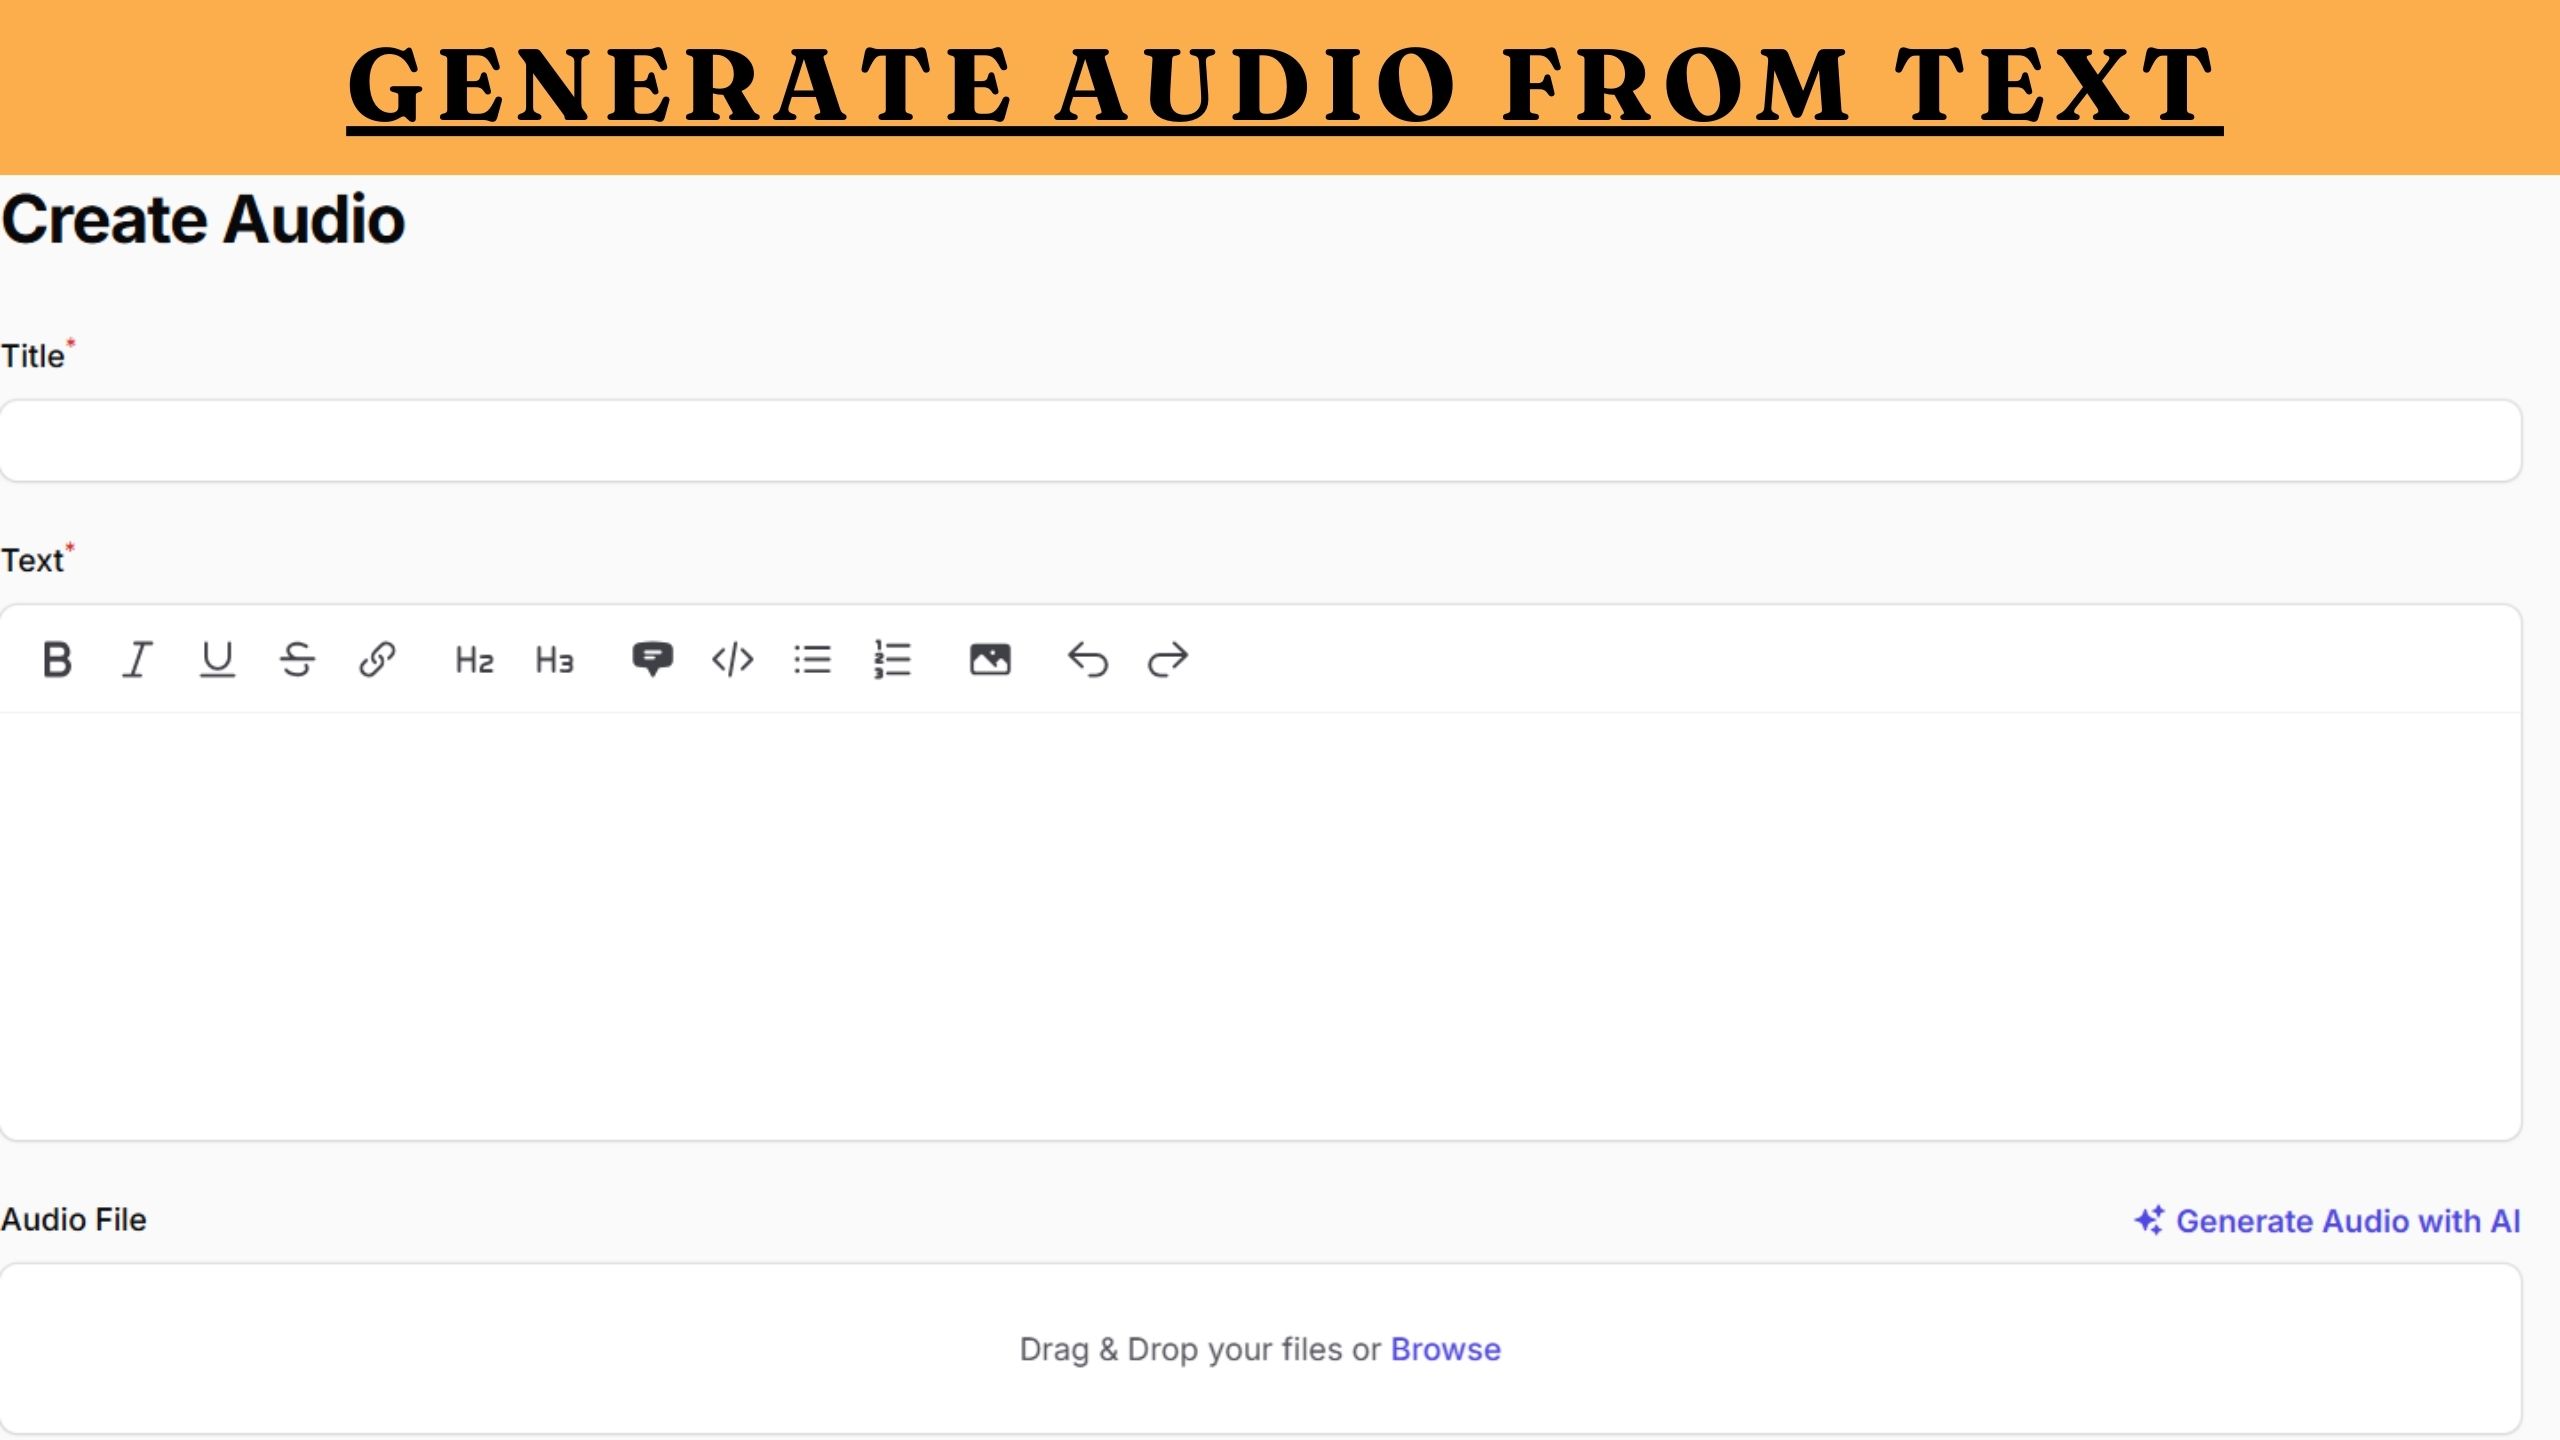 GENERATE AUDIO FROM TEXT
Create Audio
Title*
Text*
B I U S H2 H3
Audio File
Generate Audio with AI
Drag & Drop your files or Browse